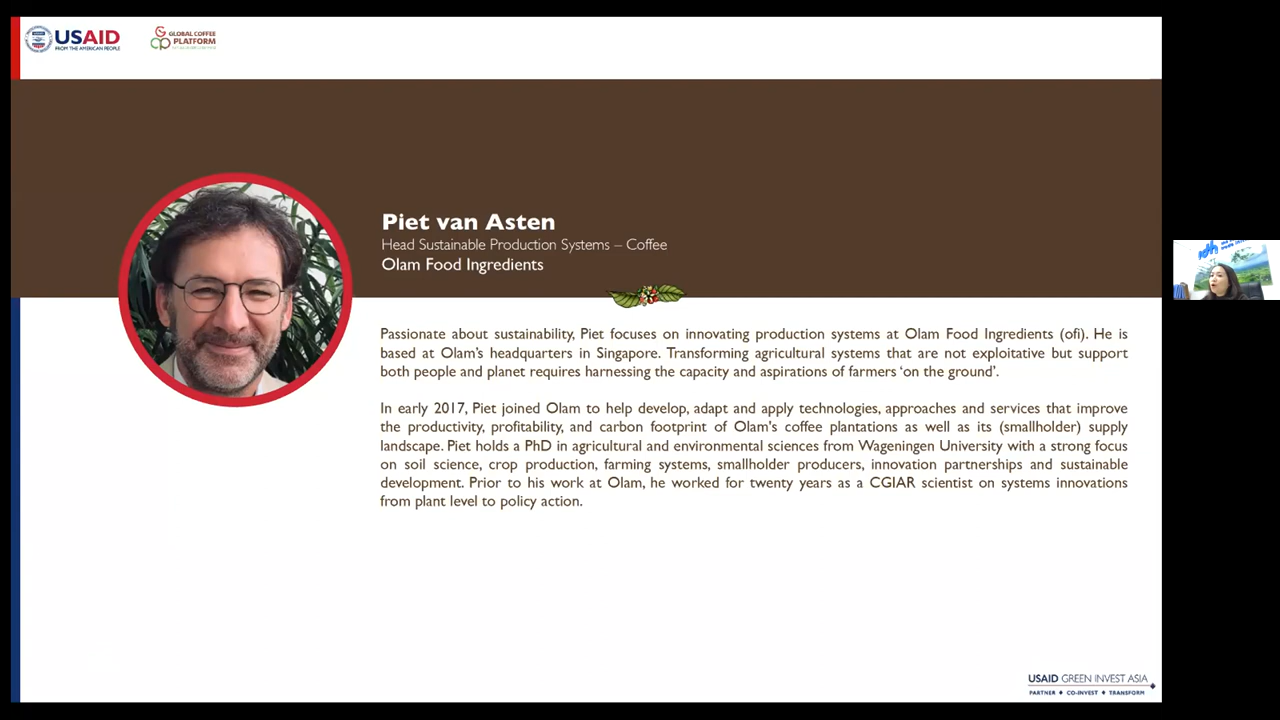 USAID
FROM THE AMERICAN PEOPLE
GLOBAL COFFEE
PLATFORM
Piet van Asten
Head Sustainable Production Systems – Coffee
Olam Food Ingredients
Passionate about sustainability, Piet focuses on innovating production systems at Olam Food Ingredients (ofi). He is
based at Olam's headquarters in Singapore. Transforming agricultural systems that are not exploitative but support
both people and planet requires harnessing the capacity and aspirations of farmers ‘on the ground’.
In early 2017, Piet joined Olam to help develop, adapt and apply technologies, approaches and services that improve
the productivity, profitability, and carbon footprint of Olam's coffee plantations as well as its (smallholder) supply
landscape. Piet holds a PhD in agricultural and environmental sciences from Wageningen University with a strong focus
on soil science, crop production, farming systems, smallholder producers, innovation partnerships and sustainable
development. Prior to his work at Olam, he worked for twenty years as a CGIAR scientist on systems innovations
from plant level to policy action.
USAID GREEN INVEST ASIA
PARTNER ♦ CO-INVEST ♦ TRANSFORM